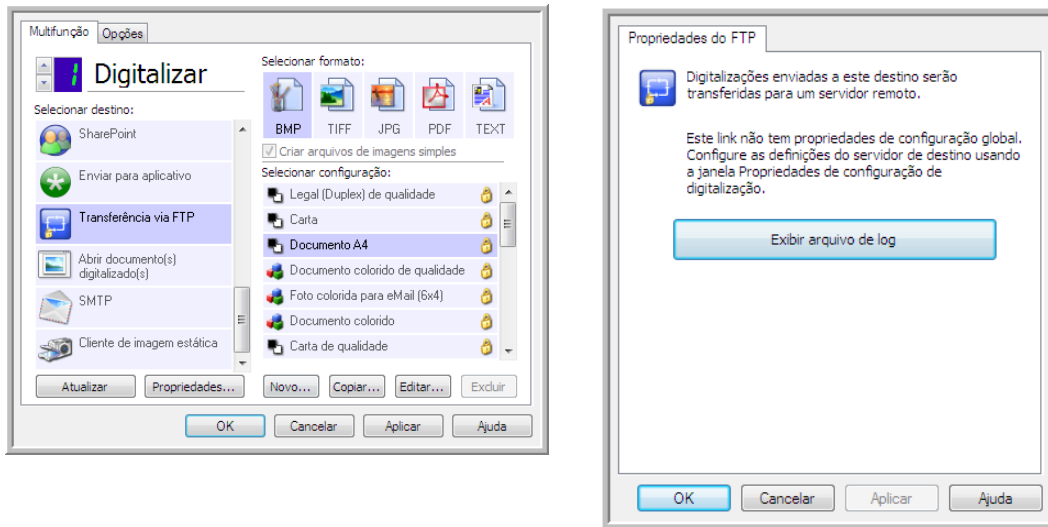 Multifunção
Opções
1
Digitalizar
Selecionar destino:
SharePoint
Enviar para aplicativo
Transferência via FTP
Abrir documento(s)
digitalizado(s)
SMTP
Cliente de imagem estática
Atualizar
Propriedades...
Selecionar formato:
BMP
TIFF
JPG
PDF
TEXT
Criar arquivos de imagens simples
Selecionar configuração:
Legal (Duplex) de qualidade
Carta
Documento A4
Documento colorido de qualidade
Foto colorida para eMail (6x4)
Documento colorido
Carta de qualidade
Novo...
Copiar...
Editar...
Excluir
OK
Cancelar
Aplicar
Ajuda
Propriedades do FTP
Digitalizações enviadas a este destino serão
transferidas para um servidor remoto.
Este link não tem propriedades de configuração global.
Configure as definições do servidor de destino usando
a janela Propriedades de configuração de
digitalização.
Exibir arquivo de log
OK
Cancelar
Aplicar
Ajuda